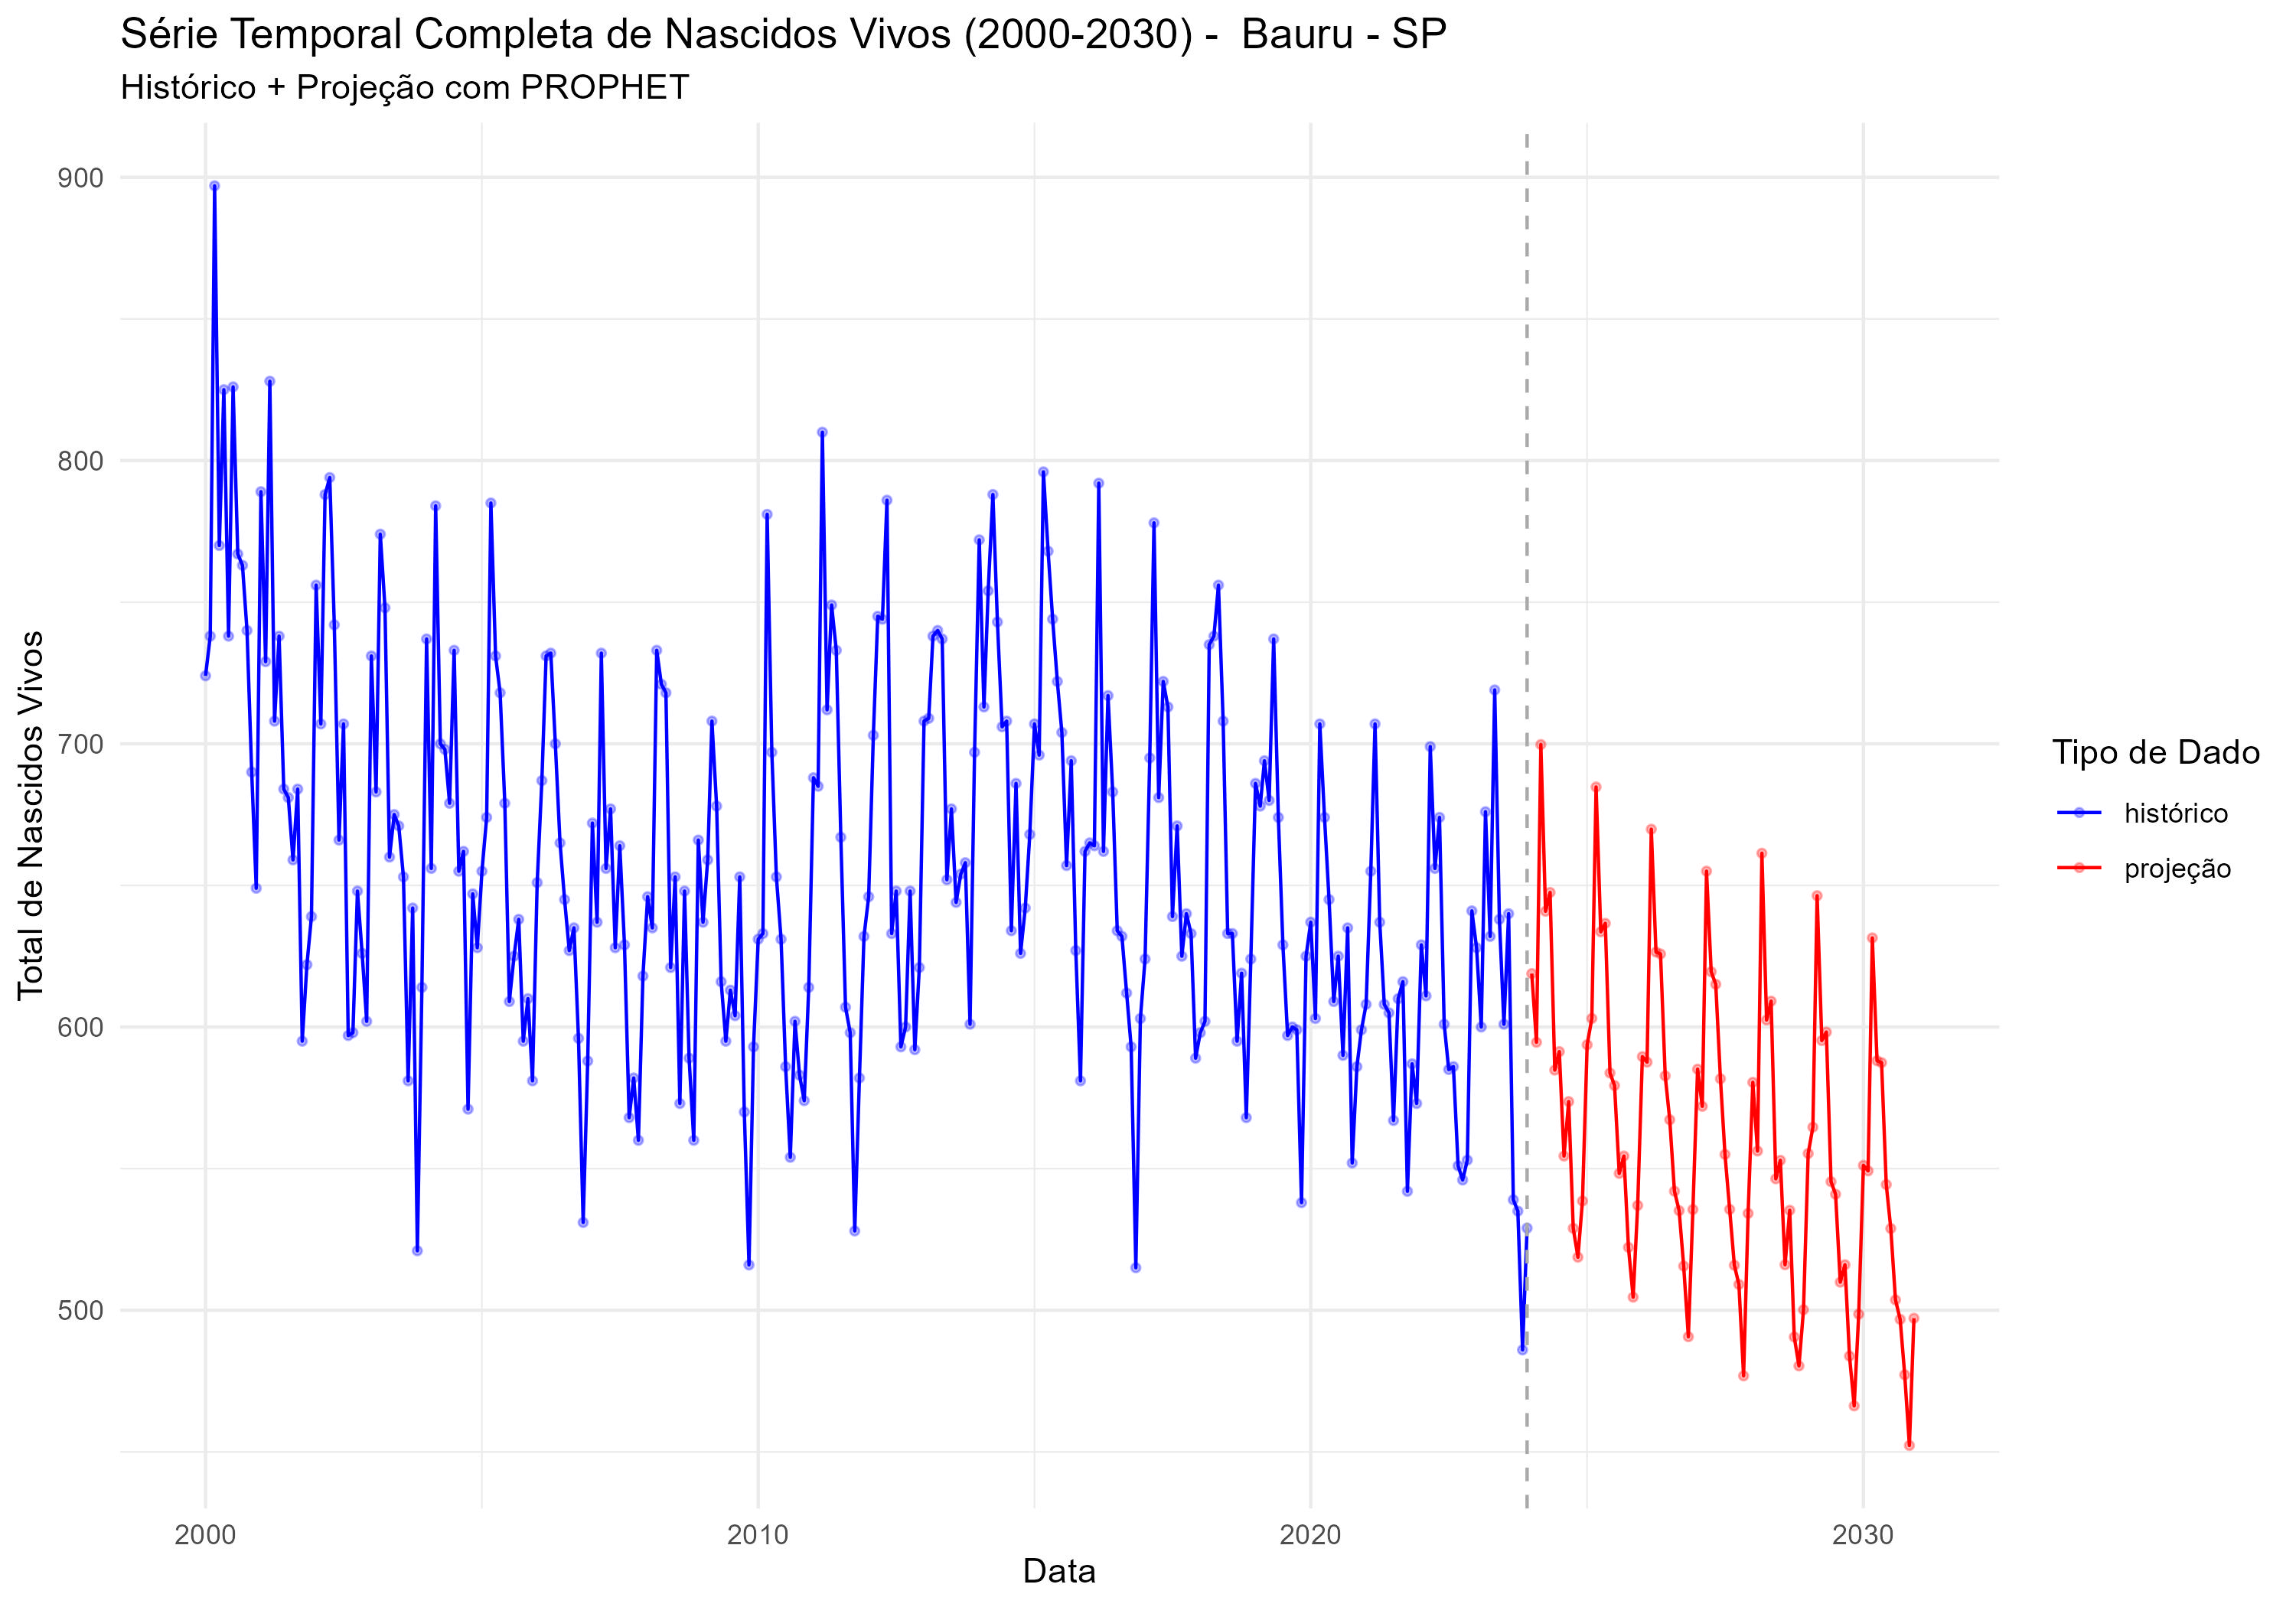 Série Temporal Completa de Nascidos Vivos (2000-2030) -  Bauru - SP
Histórico + Projeção com PROPHET
Total de Nascidos Vivos
900
800
700
600
500
2000
2010
2020
2030
Data
Tipo de Dado
histórico
projeção